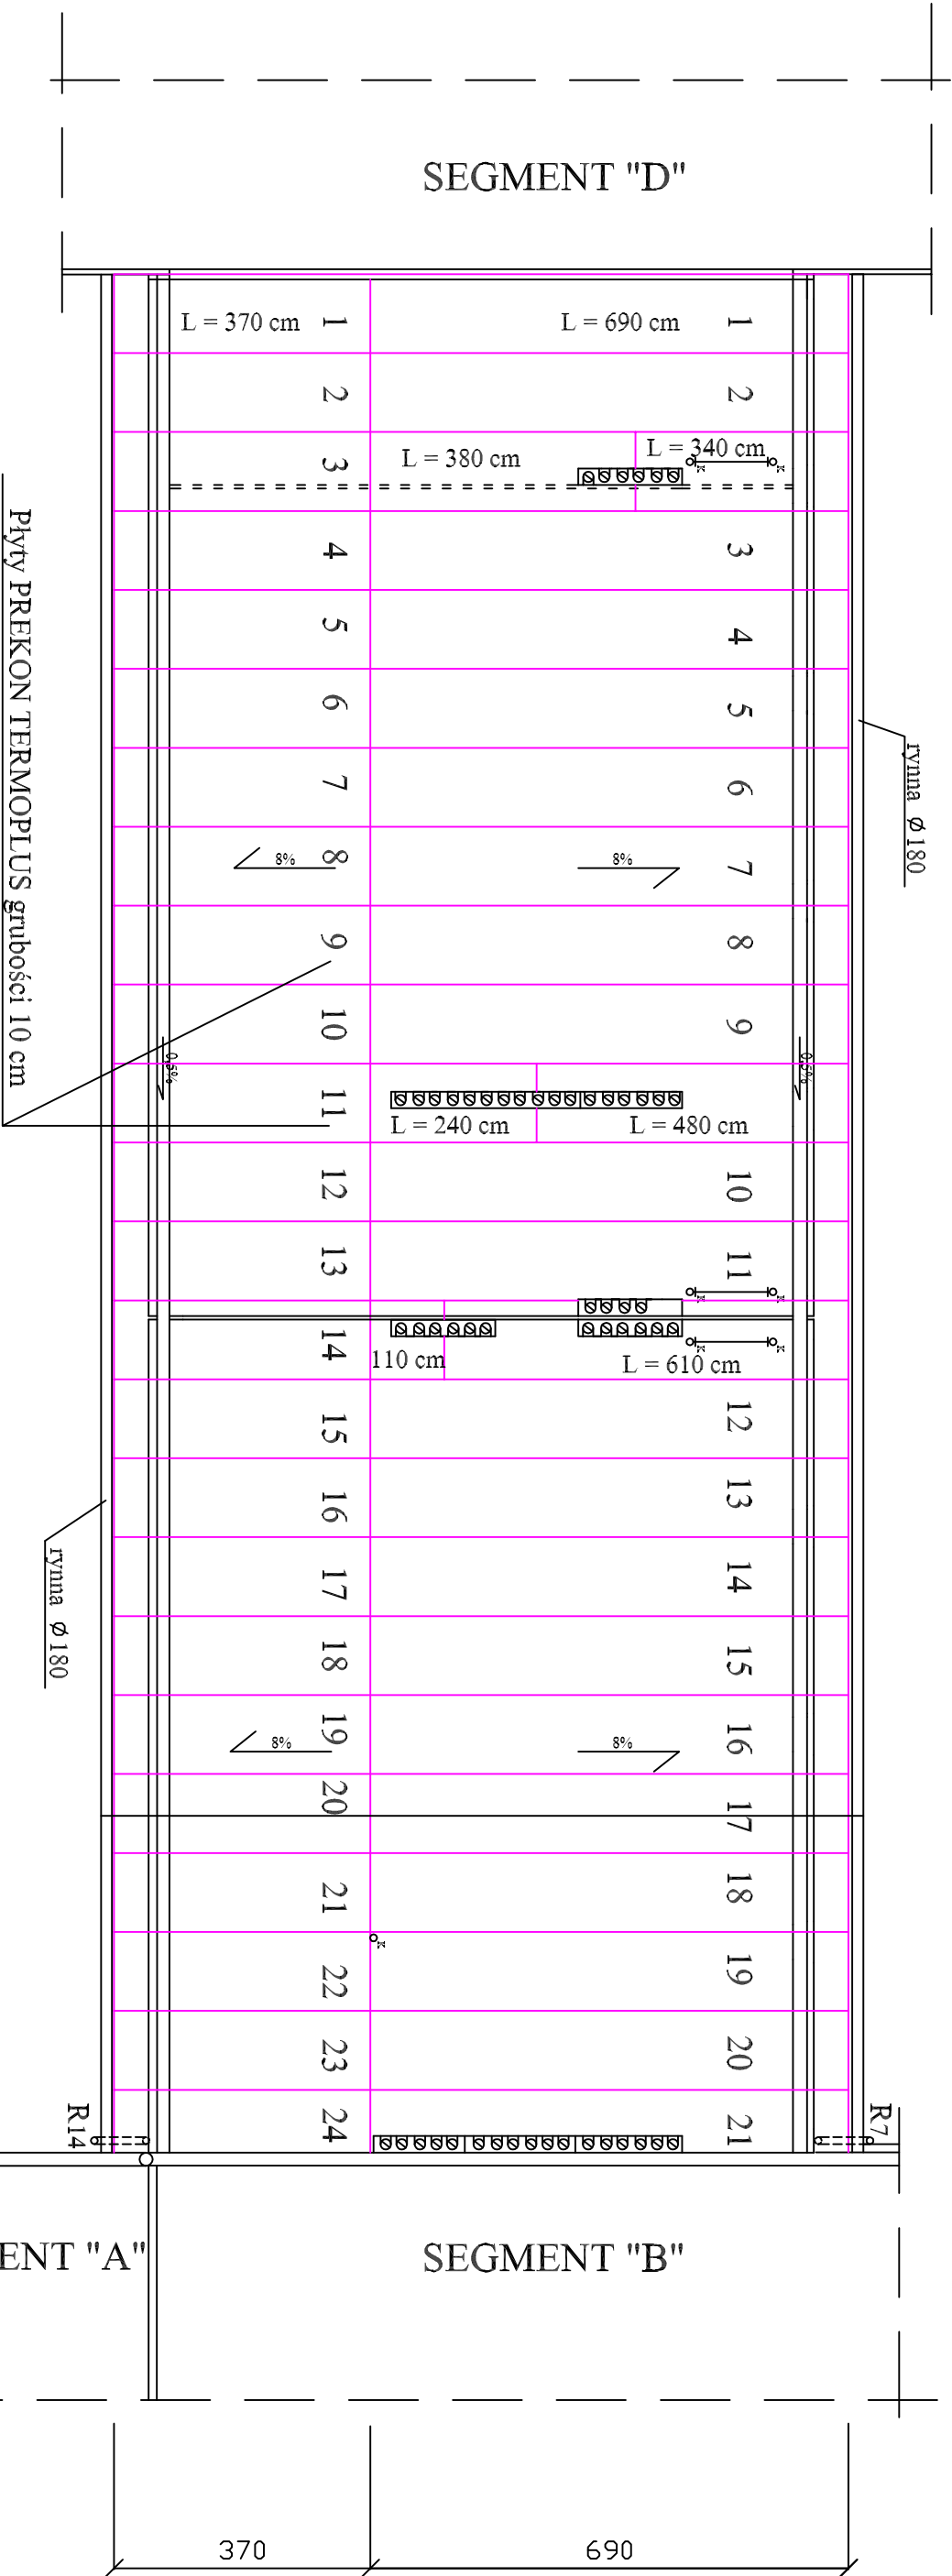 SEGMENT "D"
L = 370 cm 1 L = 690 cm 1
2 2
3 L = 380 cm L = 340 cm
4 3
5 4
6 5
7 6
rynna Ø 180
8% 8 8% 7
9 8
10 9
Płyty PREKON TERMOPLUS grubości 10 cm
0.5% 0.5%
11 L = 240 cm L = 480 cm
12 10
13 11
14 110 cm L = 610 cm
15 12
16 13
17 14
rynna Ø 180
18 15
8% 19 8% 16
20 17
21 18
22 19
23 20
R14 24 21 R7
ENT "A" SEGMENT "B"
370 690